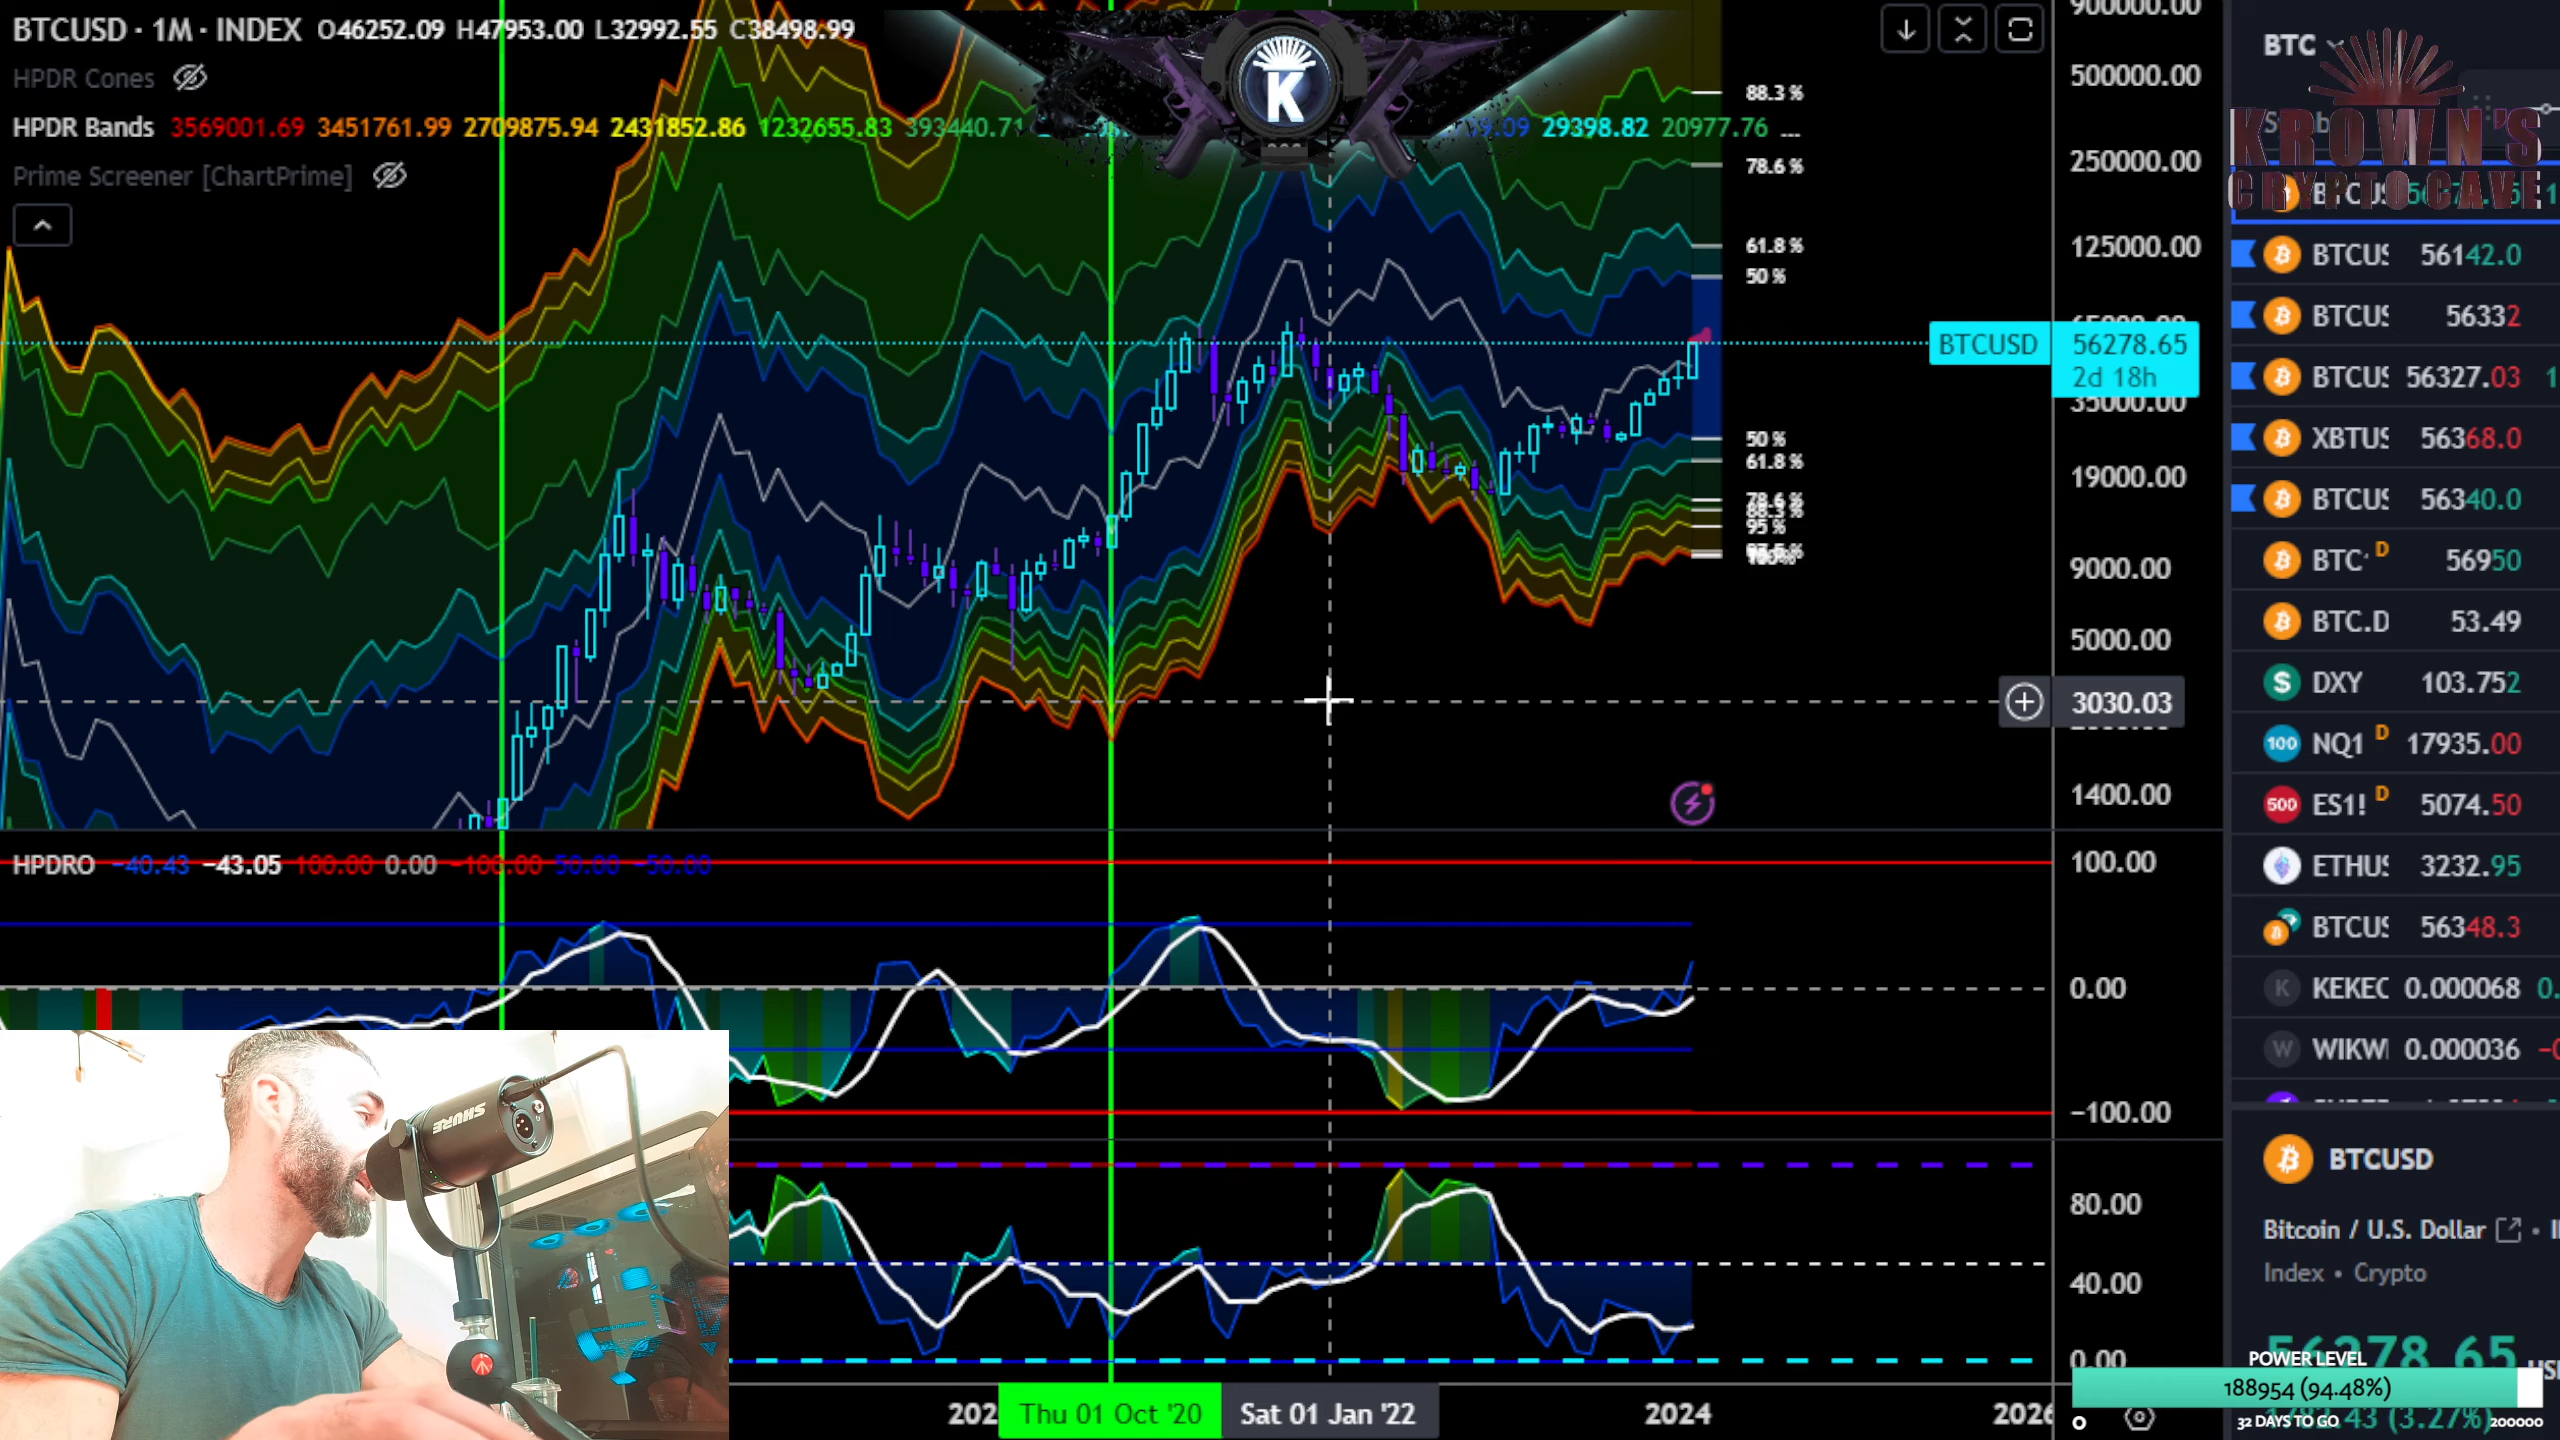 BTCUSD · 1M · INDEX O46252.09 H47953.00 L32992.55 C38498.99
HPDR Cones
HPDR Bands 3569001.69 3451761.99 2709875.94 2431852.86 1232655.83 393440.71 29398.82 20977.76 ...
Prime Screener [ChartPrime]
K
88.3 %
78.6 %
61.8 %
50 %
50 %
61.8 %
78.6 %
88.3 %
95 %
900000.00
500000.00
250000.00
125000.00
BTCUSD 56278.65
2d 18h
35000.00
19000.00
9000.00
5000.00
3030.03
1400.00
HPDRO -40.43 -43.05 100.00 0.00 -100.00 50.00 -50.00
100.00
0.00
-100.00
80.00
40.00
0.00
SHURE
Thu 01 Oct '20
Sat 01 Jan '22
2024
2026
BTC
KROWN'S
CRYPTO CAVE
BTCUS 56142.0
BTCUS 56332
BTCUS 56327.03
XBTUS 56368.0
BTCUS 56340.0
BTC D 56950
BTC.D 53.49
DXY 103.752
100 NQ1 D 17935.00
500 ES1! D 5074.50
ETHUS 3232.95
BTCUS 56348.3
K KEKEC 0.000068 0.
W WIKWI 0.000036
BTCUSD
Bitcoin / U.S. Dollar
Index • Crypto
56278.65
POWER LEVEL
188954 (94.48%)
0 32 DAYS TO GO 200000
(3.27%)